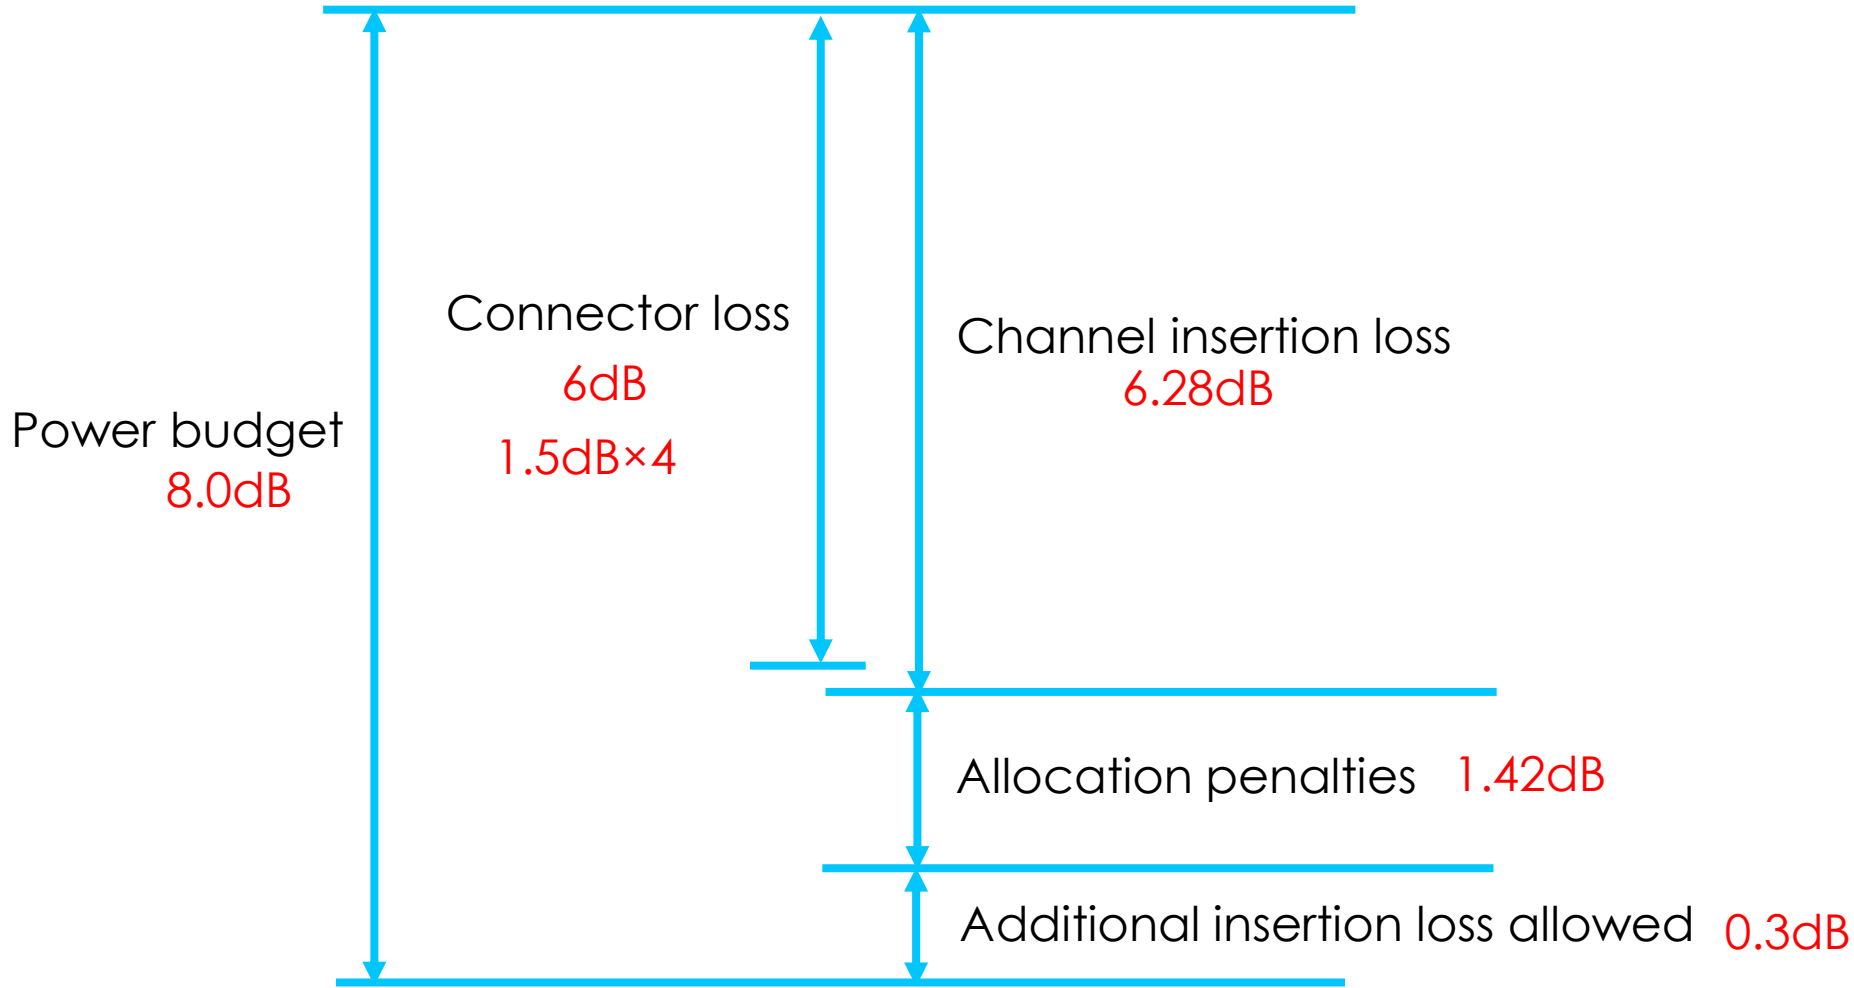 Power budget
8.0dB
Connector loss
6dB
1.5dB×4
Channel insertion loss
6.28dB
Allocation penalties 1.42dB
Additional insertion loss allowed 0.3dB